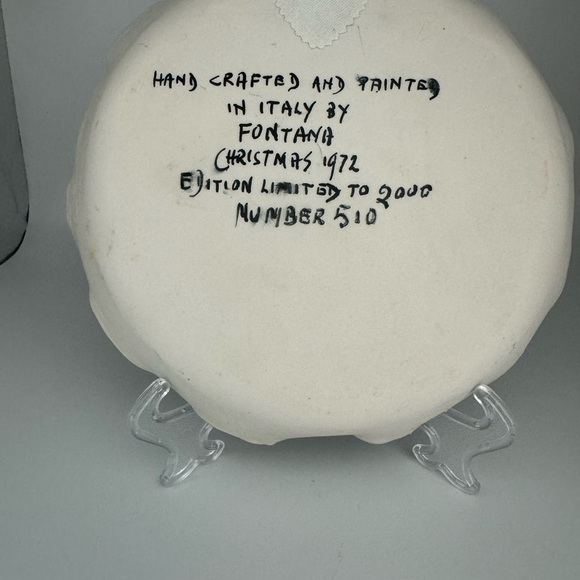 HAND CRAFTED AND PAINTED
IN ITALY BY
FONTANA
CHRISTMAS 1972
EDITION LIMITED TO 2000
NUMBER 510